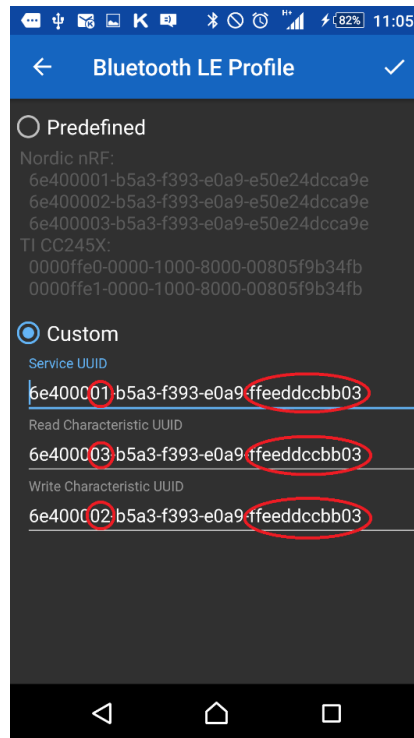 H+ 82% 11:05
Bluetooth LE Profile
Predefined
Nordic nRF:
6e400001-b5a3-f393-e0a9-e50e24dcca9e
6e400002-b5a3-f393-e0a9-e50e24dcca9e
6e400003-b5a3-f393-e0a9-e50e24dcca9e
TI CC245X:
0000ffe0-0000-1000-8000-00805f9b34fb
0000ffe1-0000-1000-8000-00805f9b34fb
Custom
Service UUID
6e400001-b5a3-f393-e0a9-ffeeddccbb03
Read Characteristic UUID
6e400003-b5a3-f393-e0a9-ffeeddccbb03
Write Characteristic UUID
6e400002-b5a3-f393-e0a9-ffeeddccbb03